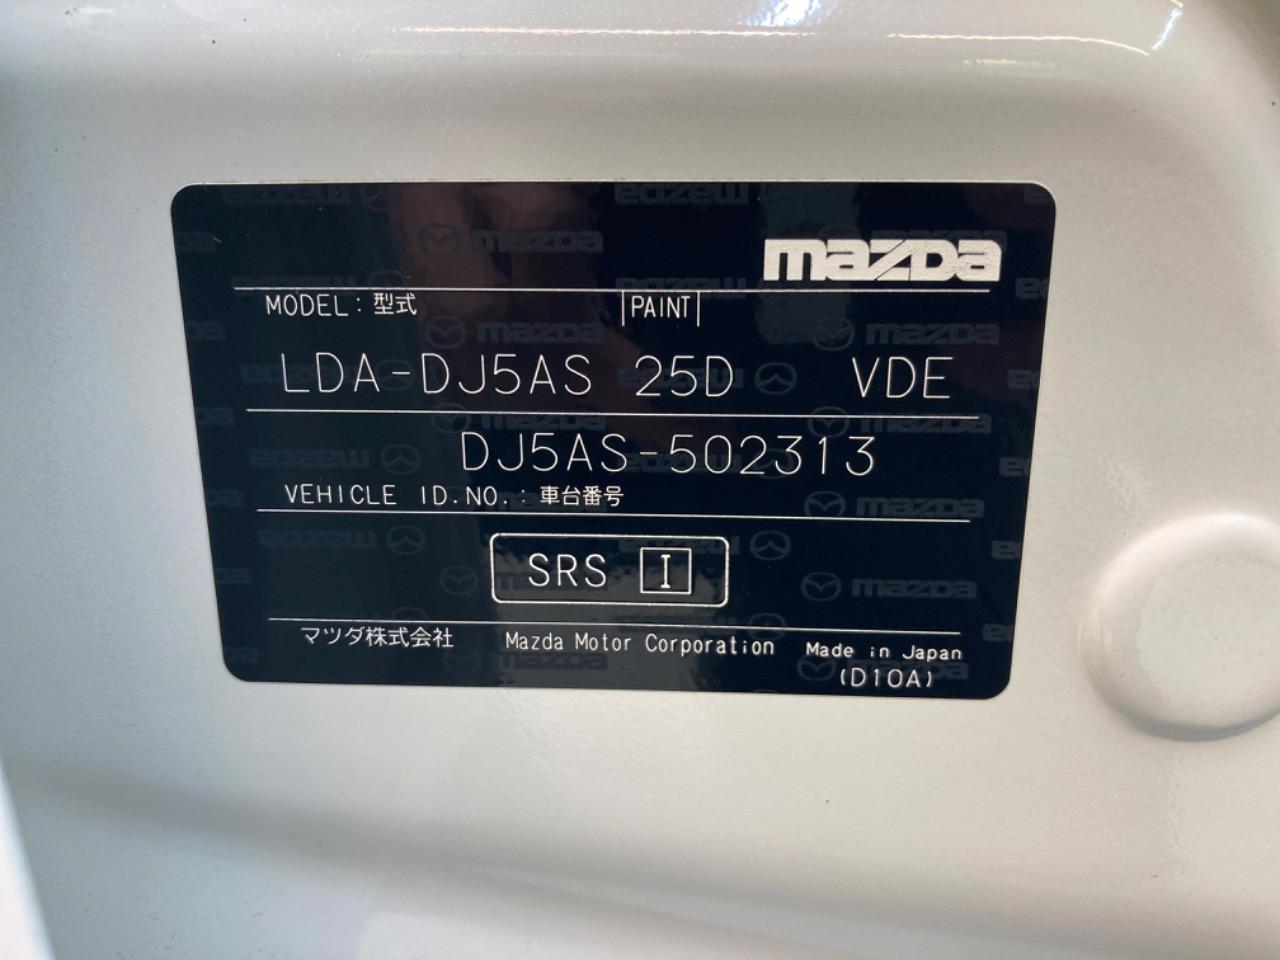 mazda
MODEL: 型式 PAINT
LDA-DJ5AS 25D VDE
DJ5AS-502313
VEHICLE ID.NO.: 車台番号
SRS I
マツダ株式会社 Mazda Motor Corporation Made in Japan
(D10A)